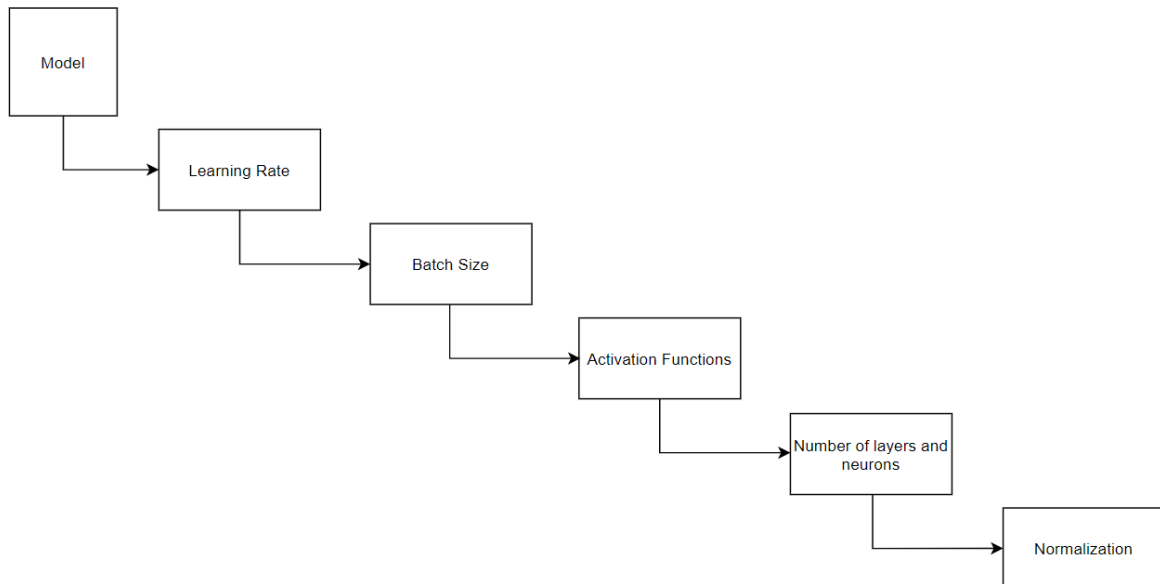 Model
Learning Rate
Batch Size
Activation Functions
Number of layers and
neurons
Normalization